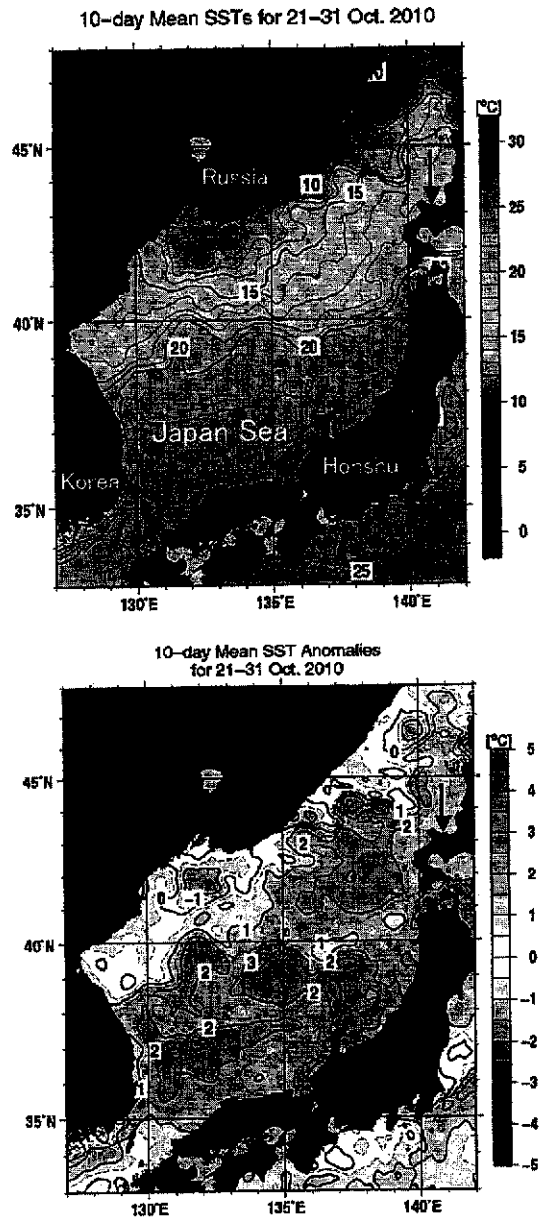 10-day Mean SSTs for 21-31 Oct. 2010
[°C]
45°N
40°N
35°N
130°E
135°E
140°E
Russia
Japan Sea
Korea
Honshu
10
15
15
20
20
25
30
25
20
15
10
5
0
10-day Mean SST Anomalies
for 21-31 Oct. 2010
[°C]
45°N
40°N
35°N
130°E
135°E
140°E
0
1
2
2
0
-1
1
1
2
3
2
2
2
2
1
5
4
3
2
1
0
-1
-2
-3
-4
-5